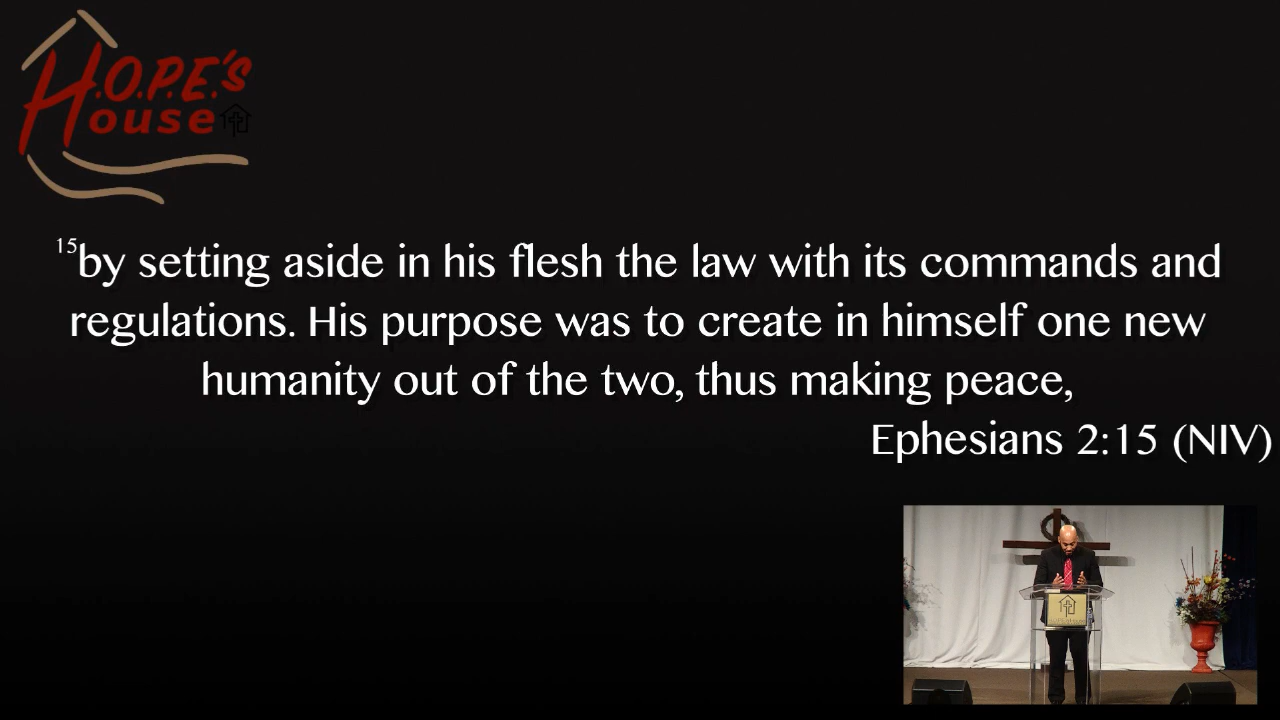 H.O.P.E.'S
House
15by setting aside in his flesh the law with its commands and
regulations. His purpose was to create in himself one new
humanity out of the two, thus making peace,
Ephesians 2:15 (NIV)